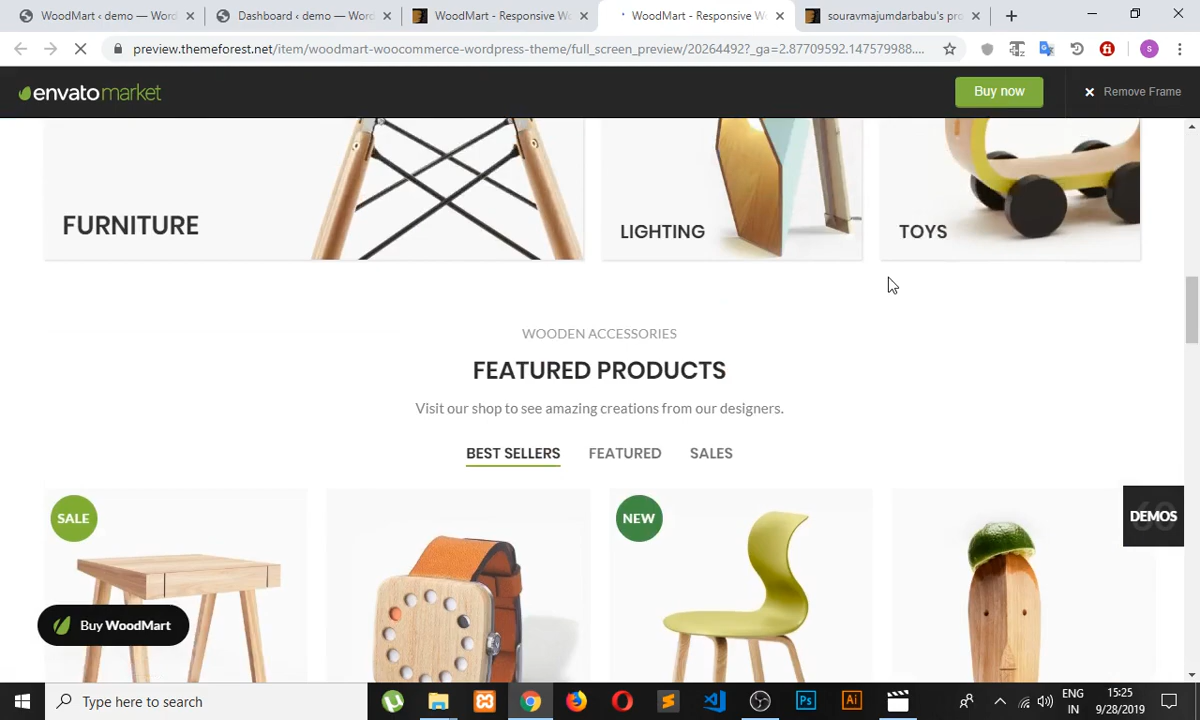 WoodMart ‹ demo — Word
Dashboard ‹ demo — WordP
WoodMart - Responsive W
WoodMart - Responsive W
souravmajumdarbabu's pro
preview.themeforest.net/item/woodmart-woocommerce-wordpress-theme/full_screen_preview/20264492?_ga=2.87709592.147579988....
s
envatomarket
Buy now
Remove Frame
FURNITURE
LIGHTING
TOYS
WOODEN ACCESSORIES
FEATURED PRODUCTS
Visit our shop to see amazing creations from our designers.
BEST SELLERS
FEATURED
SALES
SALE
NEW
DEMOS
Buy WoodMart
Type here to search
Ps
Ai
ENG
IN
15:25
9/28/2019